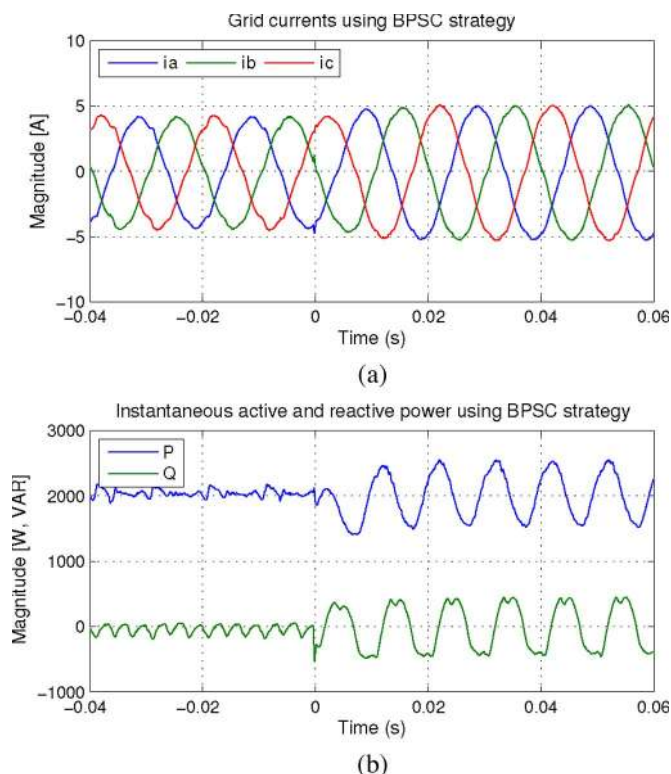 Grid currents using BPSC strategy
10
ia ib ic
5
0
−5
−10
Magnitude [A]
−0.04 −0.02 0 0.02 0.04 0.06
Time (s)
(a)
Instantaneous active and reactive power using BPSC strategy
3000
P
Q
2000
1000
0
−1000
Magnitude [W, VAR]
−0.04 −0.02 0 0.02 0.04 0.06
Time (s)
(b)